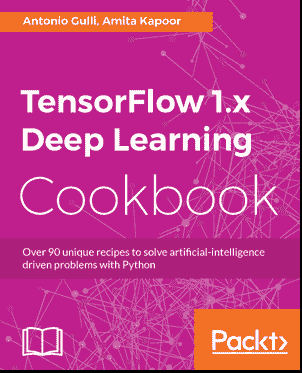 Antonio Gulli, Amita Kapoor
TensorFlow 1.x
Deep Learning
Cookbook
Over 90 unique recipes to solve artificial-intelligence
driven problems with Python
Packt>